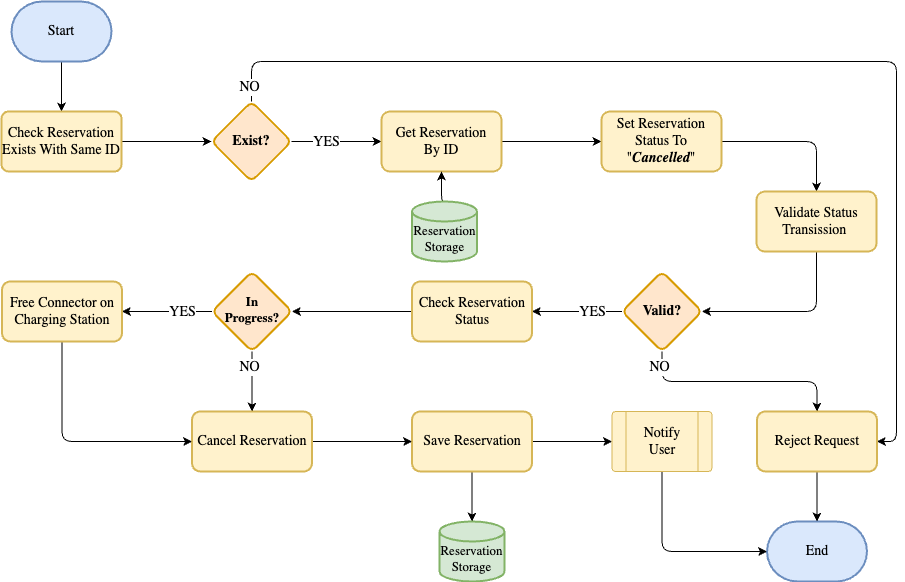 Start
NO
Check Reservation
Exists With Same ID
Exist?
YES
Get Reservation
By ID
Set Reservation
Status To
"Cancelled"
Validate Status
Transission
Reservation
Storage
Free Connector on
Charging Station
YES
In
Progress?
Check Reservation
Status
YES
Valid?
NO
NO
Cancel Reservation
Save Reservation
Notify
User
Reject Request
Reservation
Storage
End